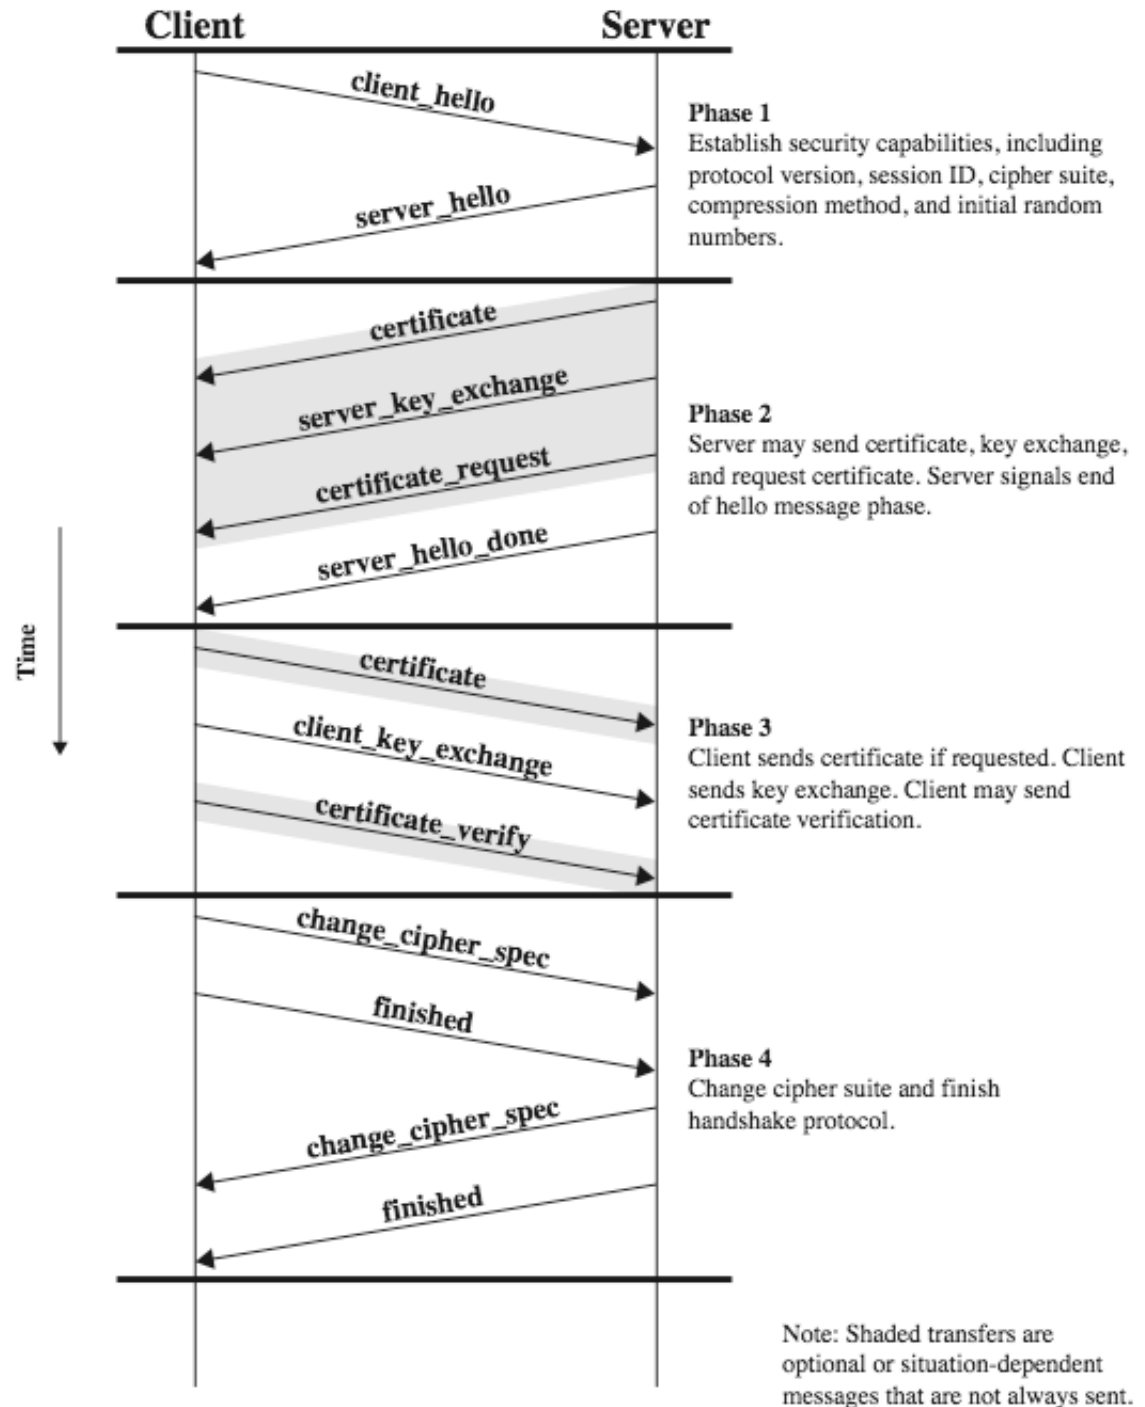 Client
Server
client_hello
server_hello
Phase 1
Establish security capabilities, including
protocol version, session ID, cipher suite,
compression method, and initial random
numbers.
certificate
server_key_exchange
certificate_request
server_hello_done
Phase 2
Server may send certificate, key exchange,
and request certificate. Server signals end
of hello message phase.
Time
certificate
client_key_exchange
certificate_verify
Phase 3
Client sends certificate if requested. Client
sends key exchange. Client may send
certificate verification.
change_cipher_spec
finished
change_cipher_spec
finished
Phase 4
Change cipher suite and finish
handshake protocol.
Note: Shaded transfers are
optional or situation-dependent
messages that are not always sent.